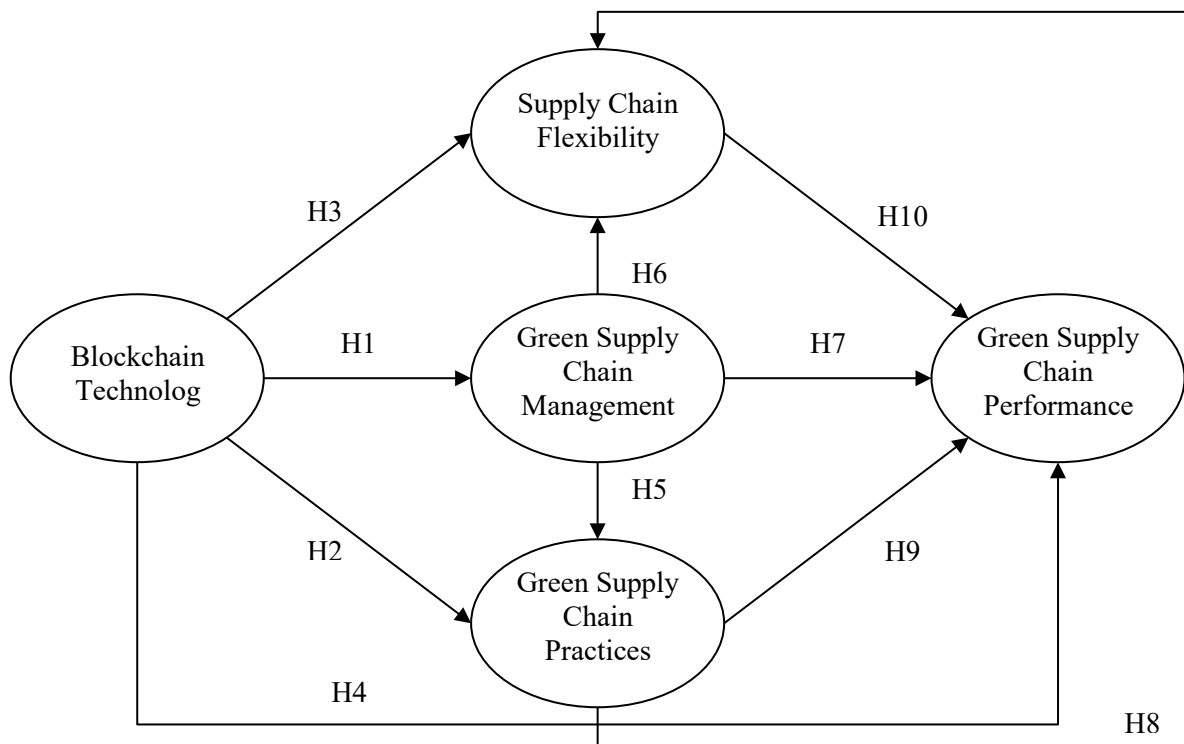 Supply Chain
Flexibility
H3
H10
H6
Blockchain
Technolog
H1
Green Supply
Chain
Management
H7
Green Supply
Chain
Performance
H5
H2
H9
Green Supply
Chain
Practices
H4
H8